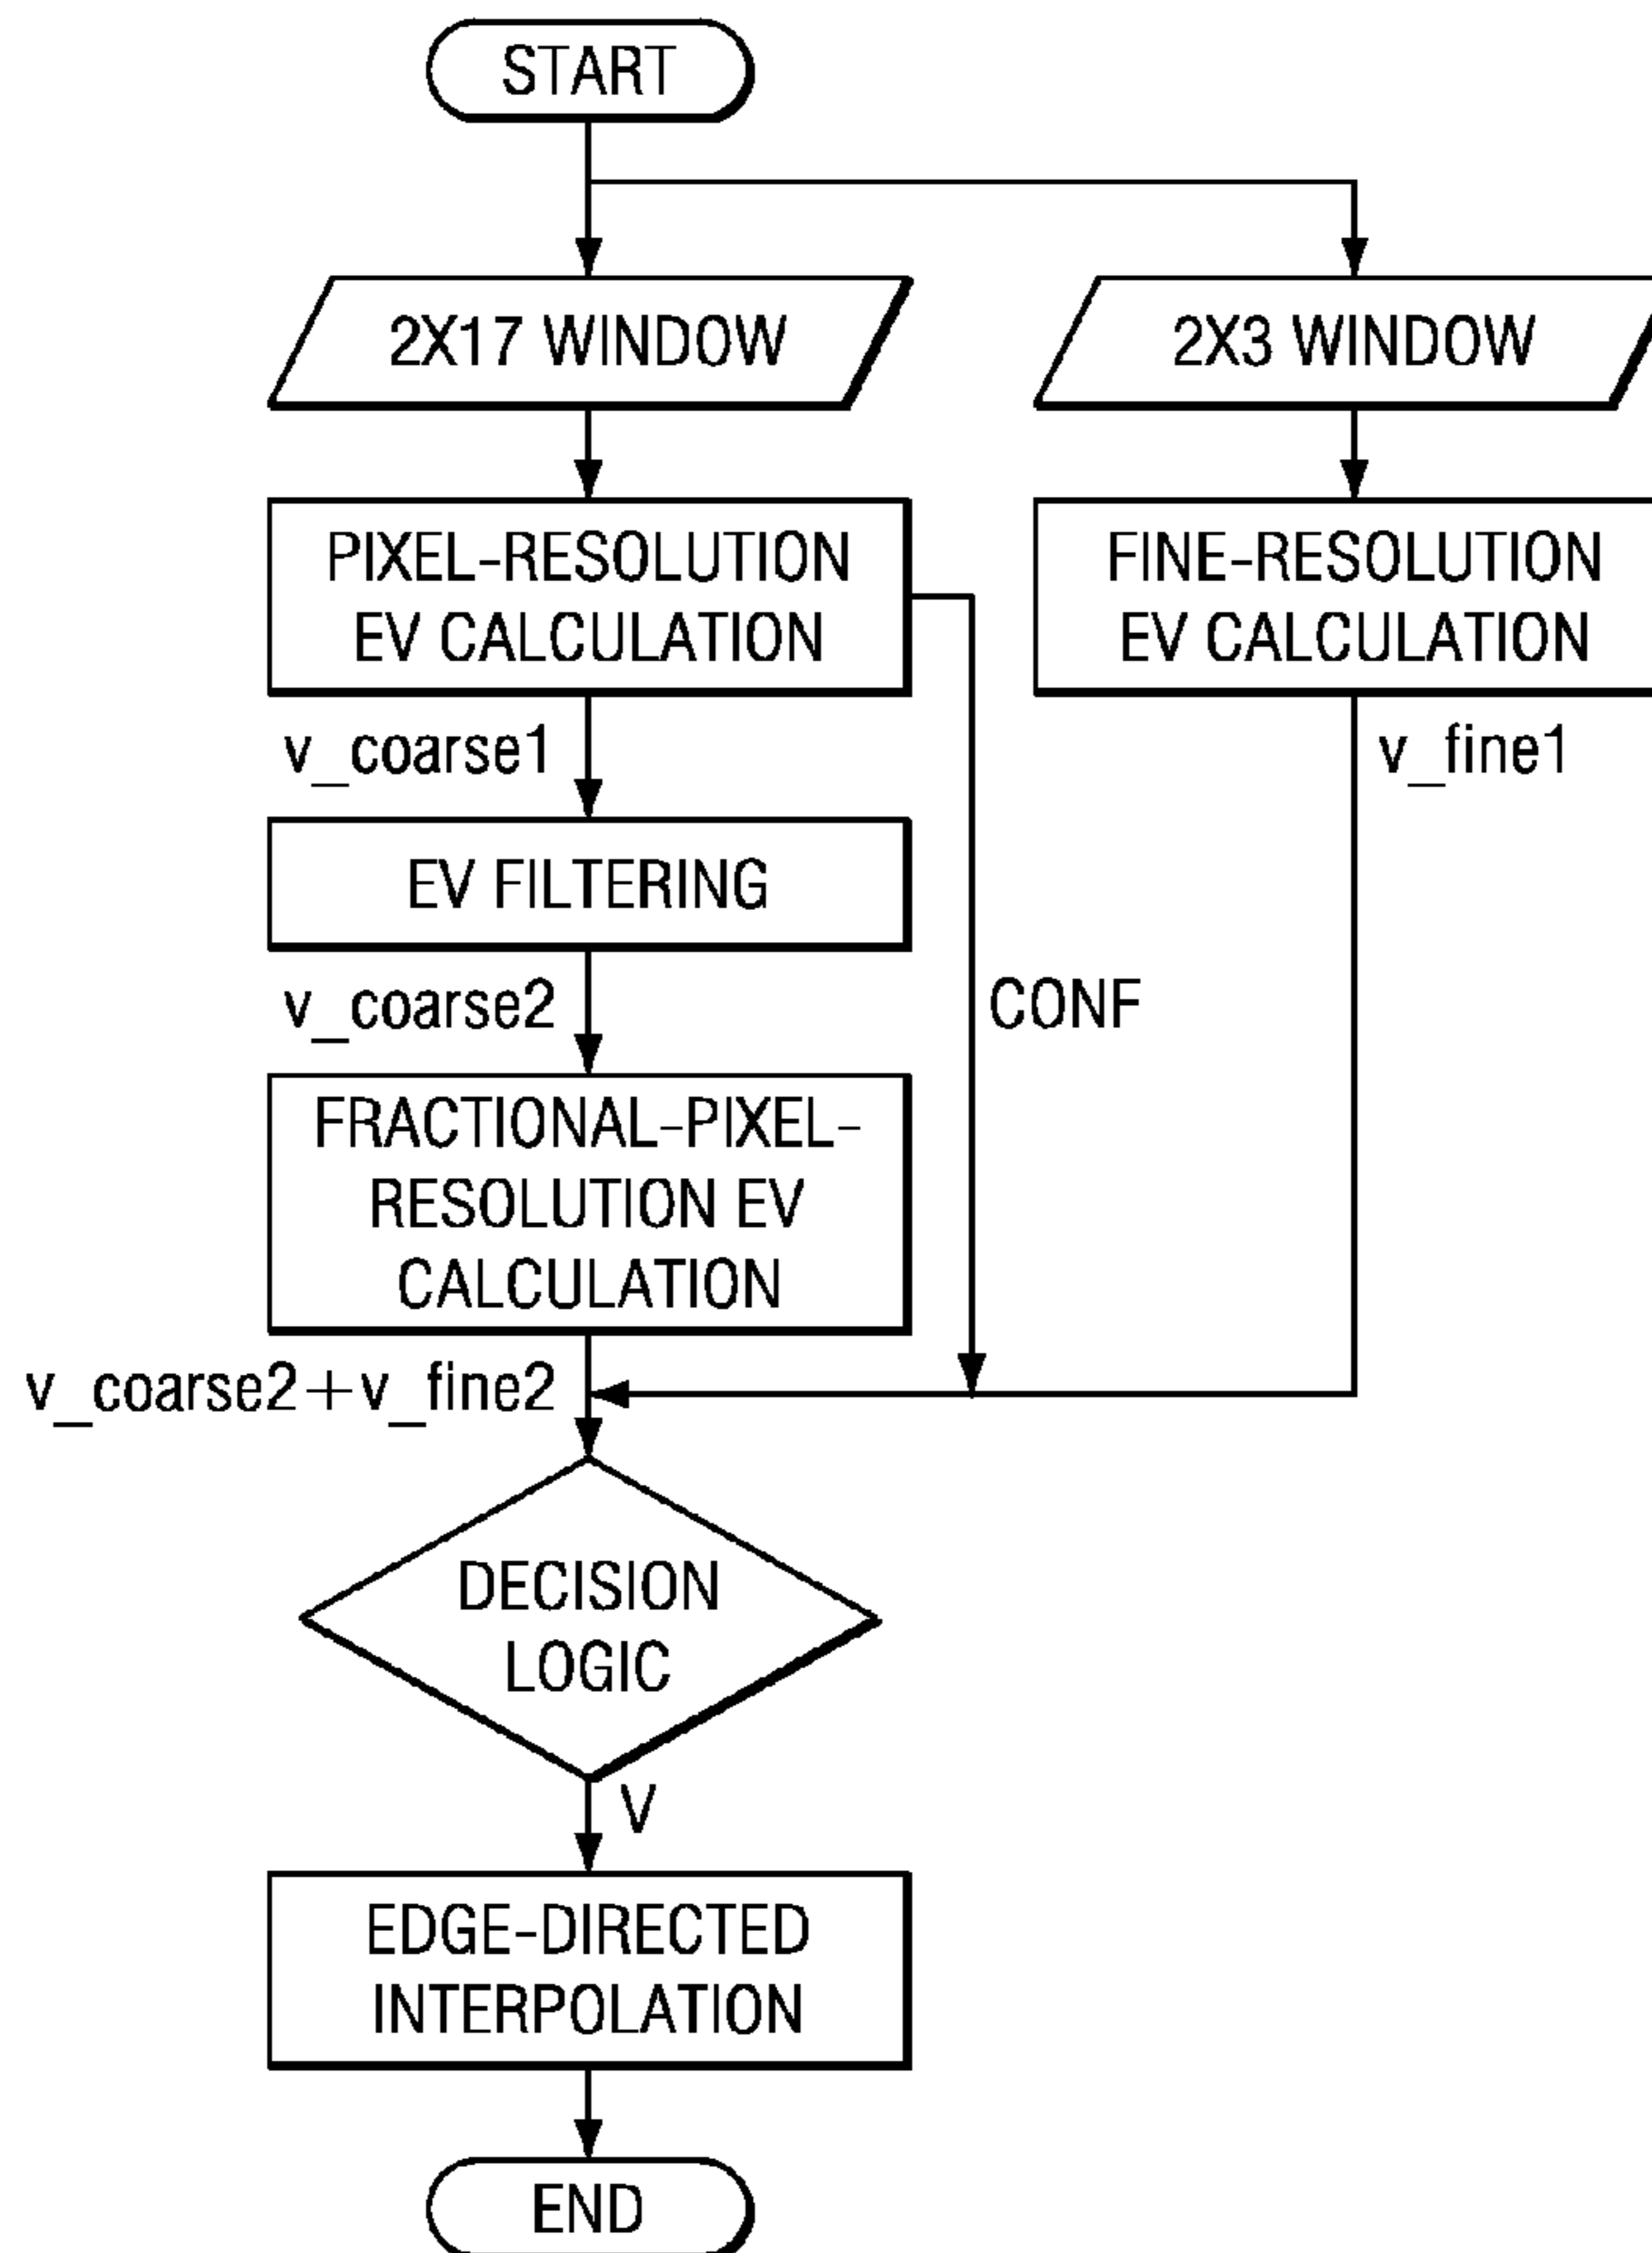 START
2X17 WINDOW
2X3 WINDOW
PIXEL-RESOLUTION
EV CALCULATION
FINE-RESOLUTION
EV CALCULATION
v_coarse1
v_fine1
EV FILTERING
v_coarse2
CONF
FRACTIONAL-PIXEL-
RESOLUTION EV
CALCULATION
v_coarse2+v_fine2
DECISION
LOGIC
V
EDGE-DIRECTED
INTERPOLATION
END